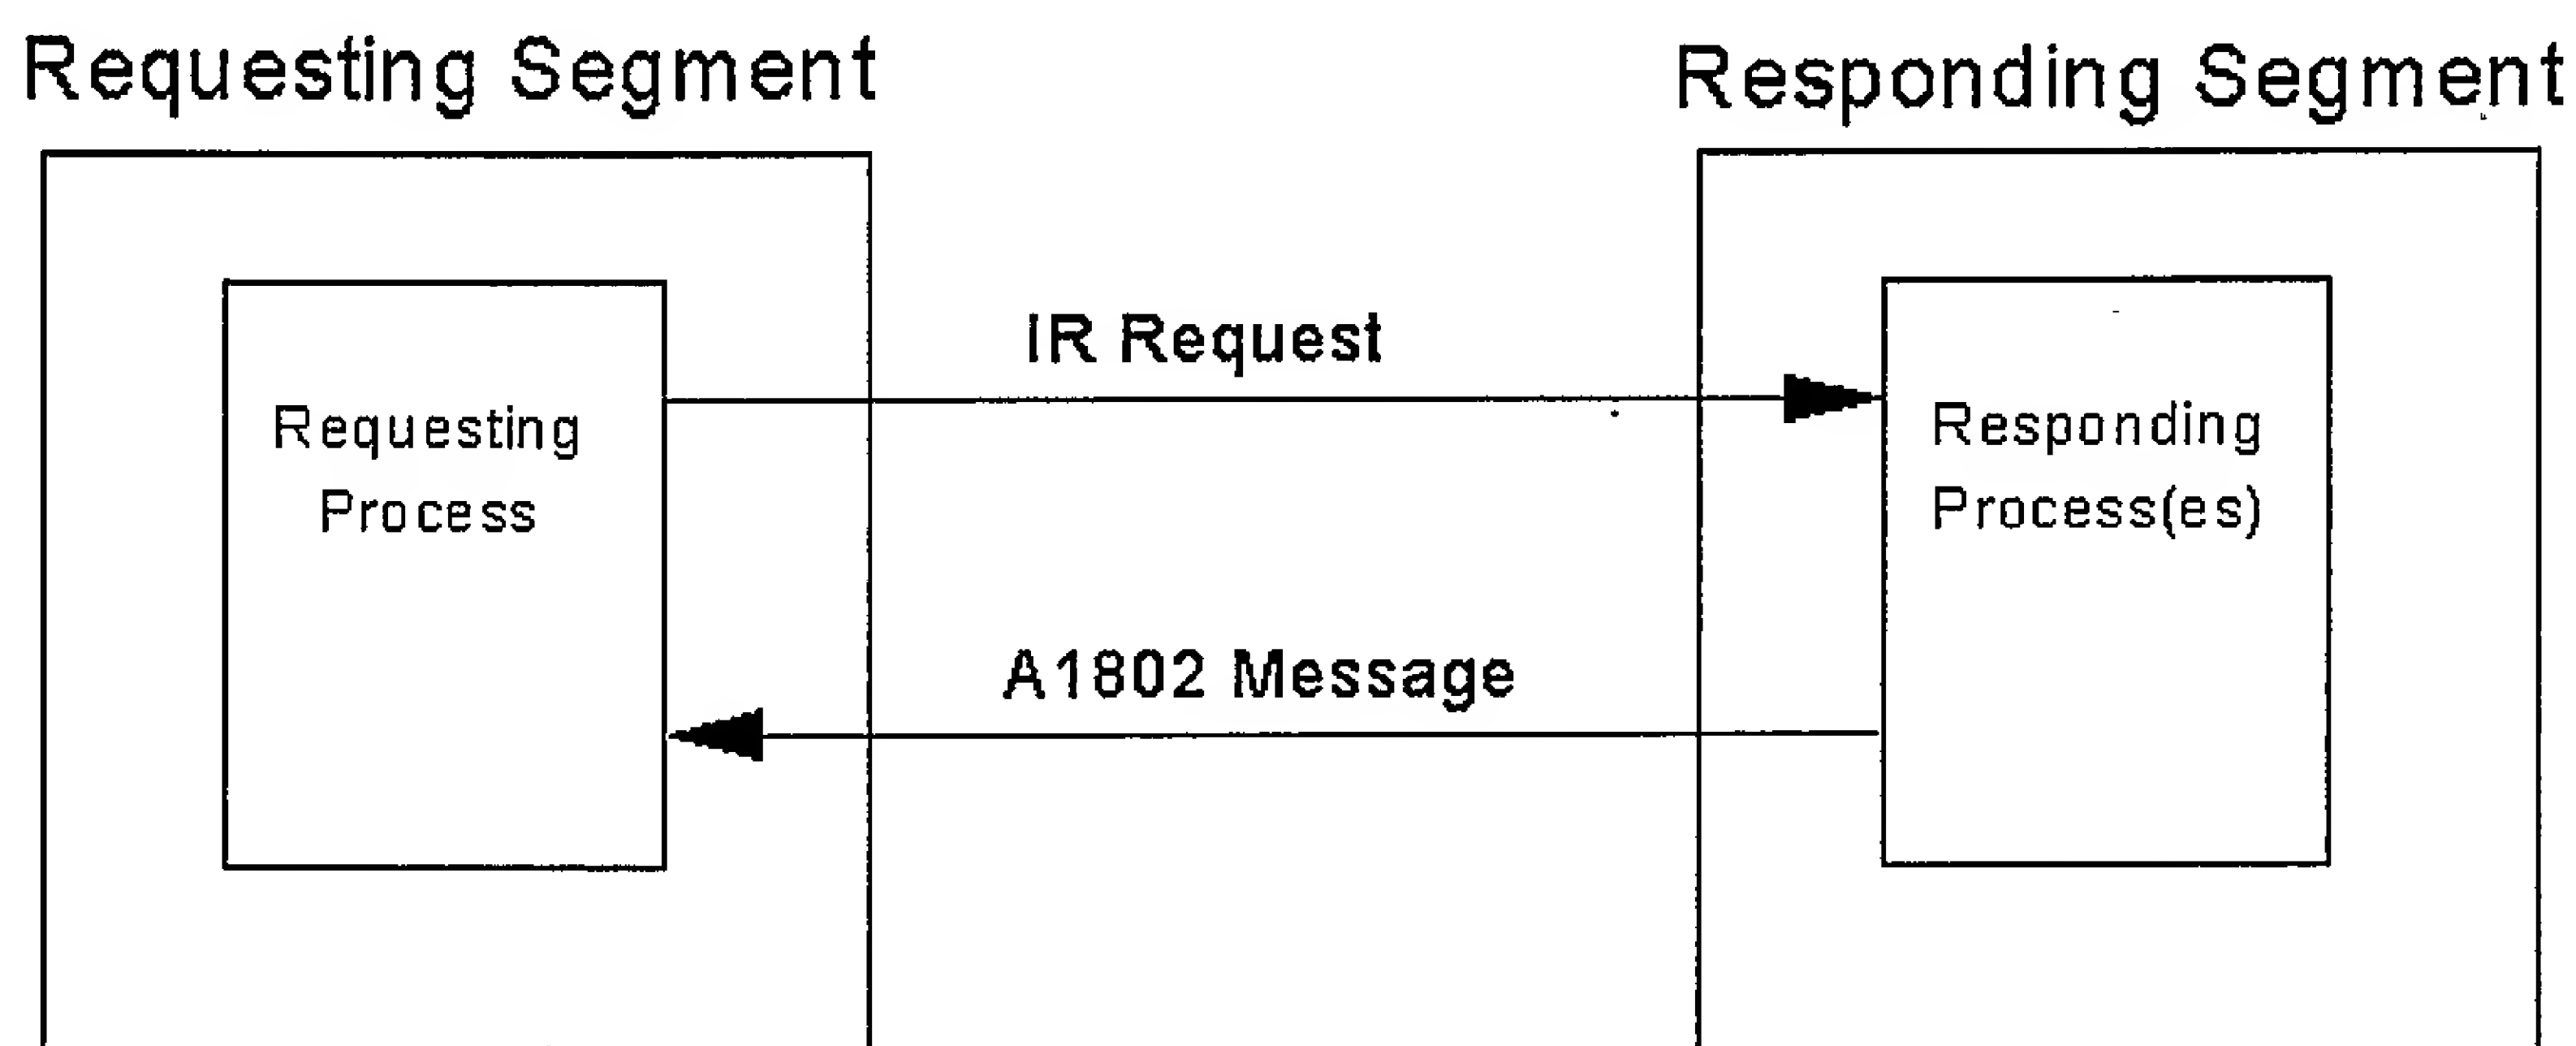 Requesting Segment
Responding Segment
IR Request
Requesting
Process
Responding
Process(es)
A1802 Message